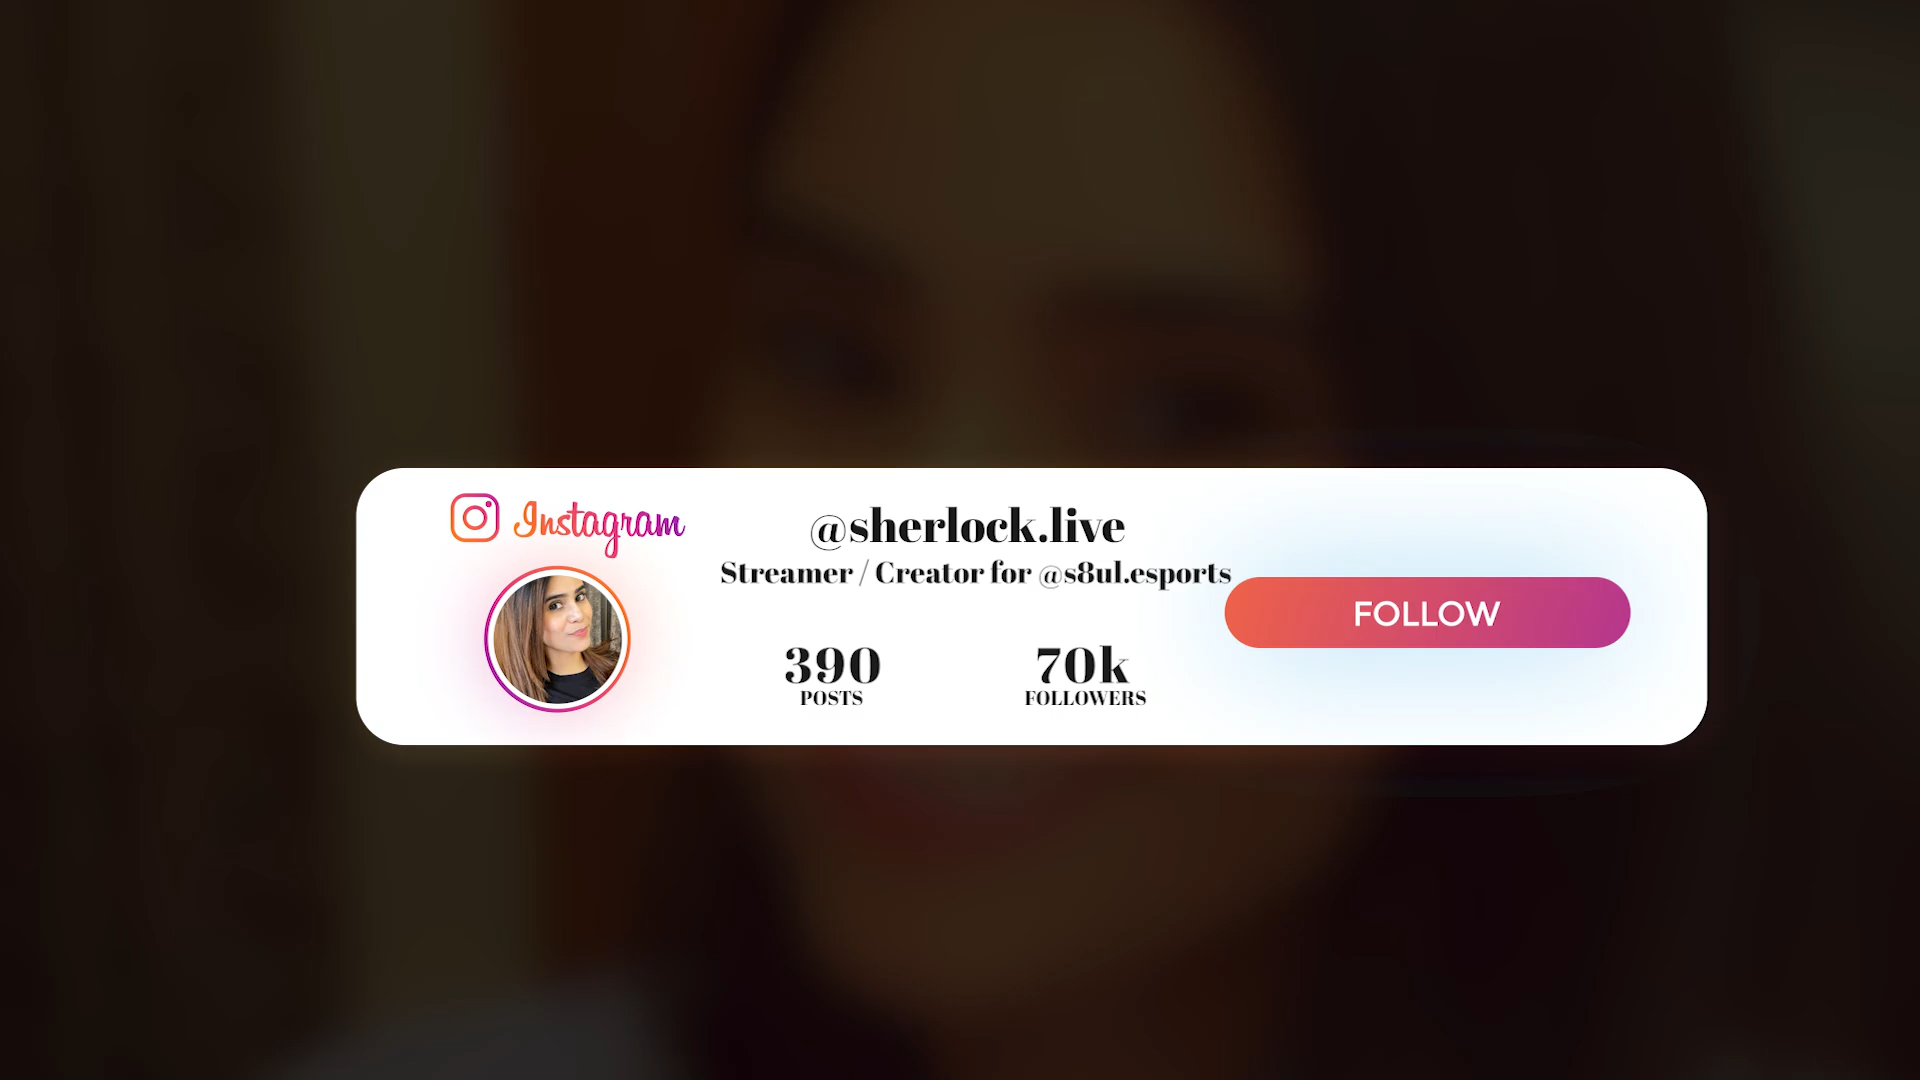 Instagram
@sherlock.live
Streamer / Creator for @s8ul.esports
390
POSTS
70k
FOLLOWERS
FOLLOW